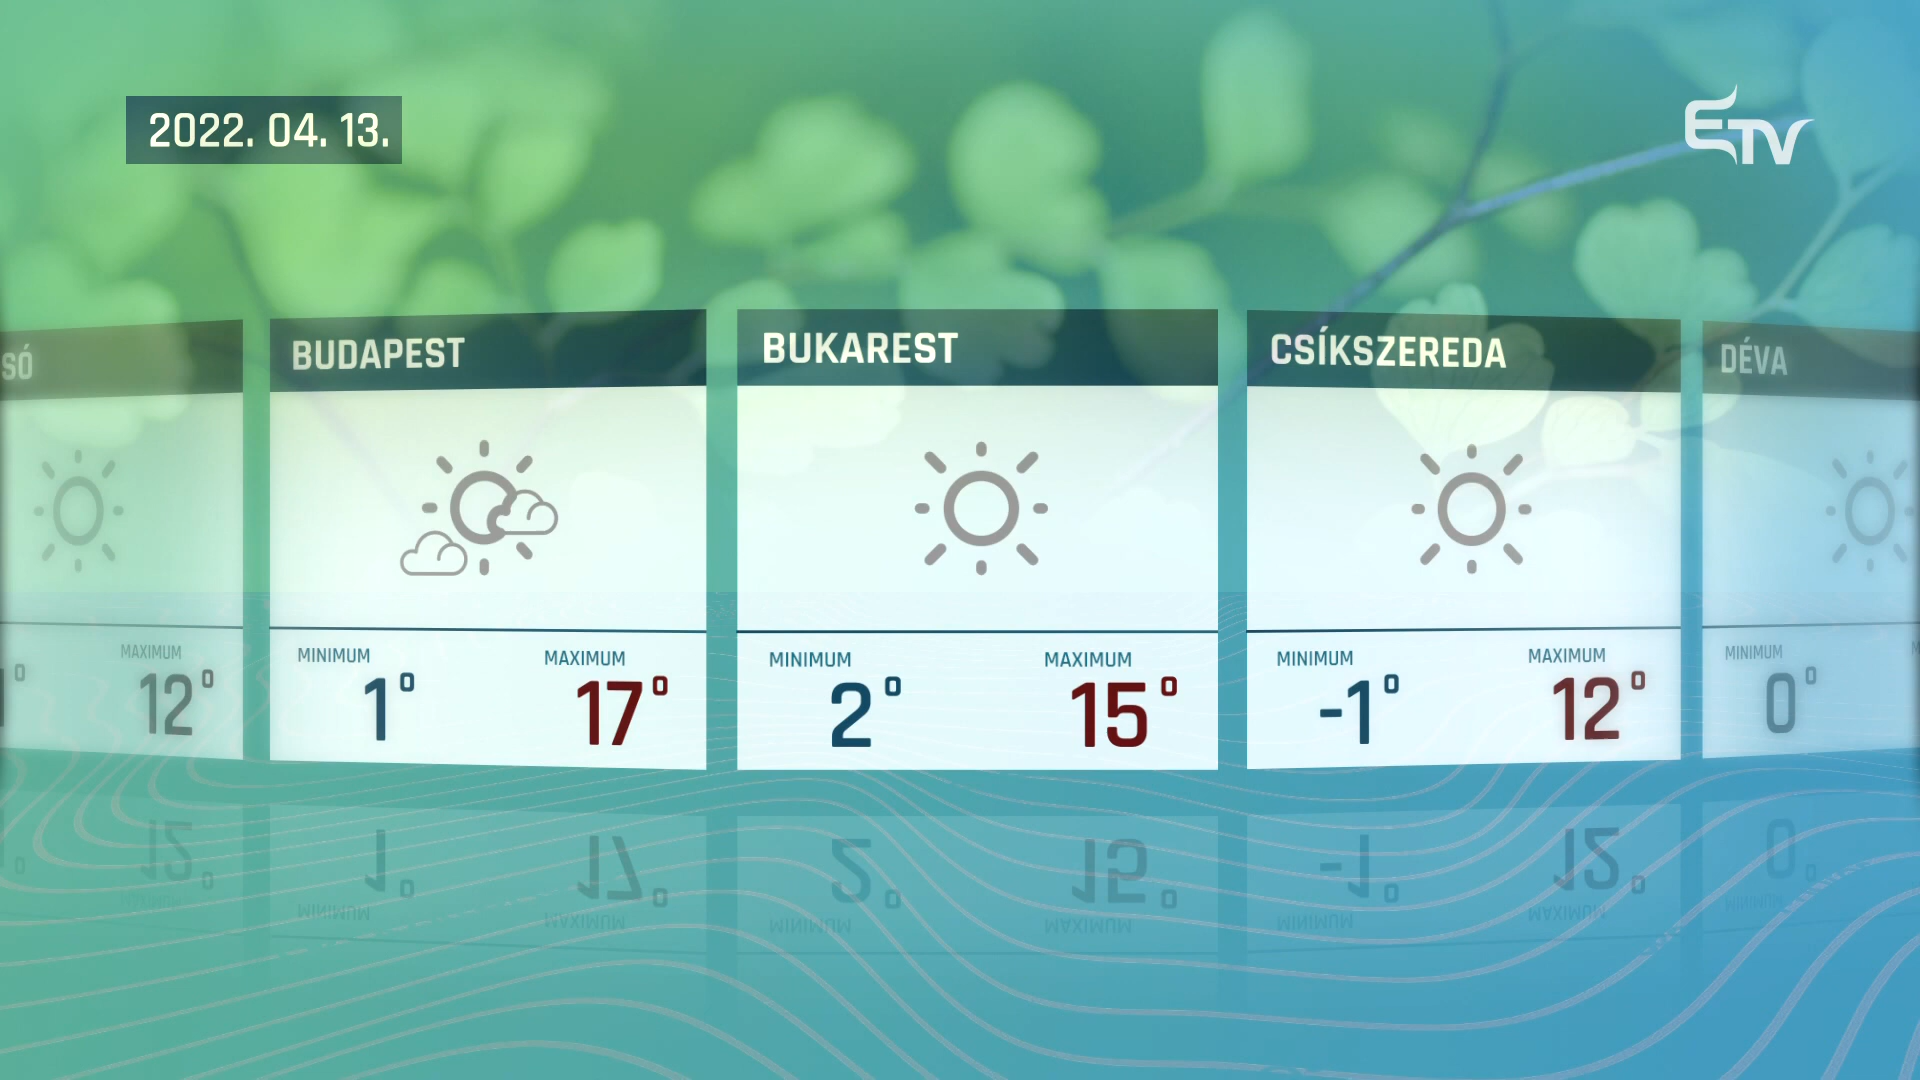 2022. 04. 13.
ETV
SÓ
MAXIMUM
12°
BUDAPEST
MINIMUM
MAXIMUM
1°
17°
BUKAREST
MINIMUM
MAXIMUM
2°
15°
CSÍKSZEREDA
MINIMUM
MAXIMUM
-1°
12°
DÉVA
MINIMUM
0°